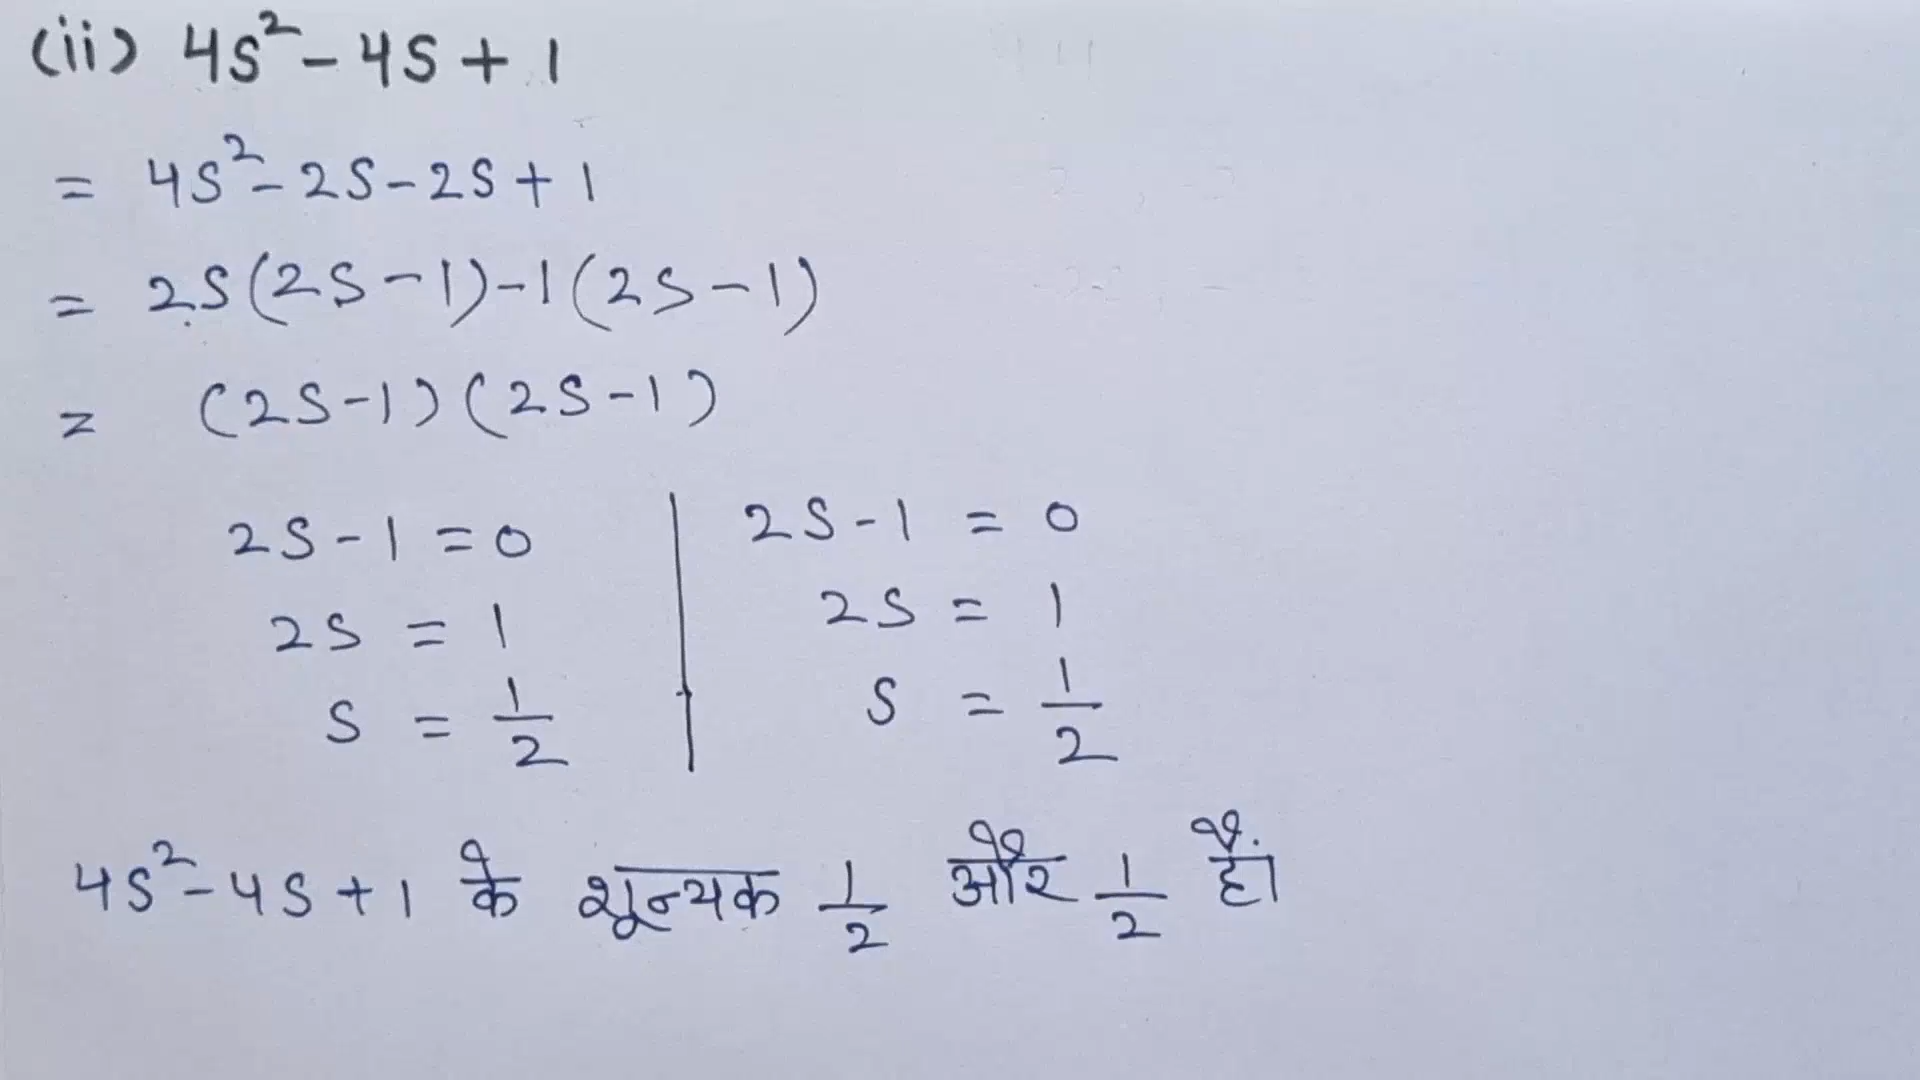 (ii) 4s² - 4s + 1
= 4s² - 2s - 2s + 1
= 2s(2s - 1) - 1(2s - 1)
= (2s - 1)(2s - 1)
2s - 1 = 0
2s = 1
s = 1/2
2s - 1 = 0
2s = 1
s = 1/2
4s² - 4s + 1 के शून्यक 1/2 और 1/2 हैं।